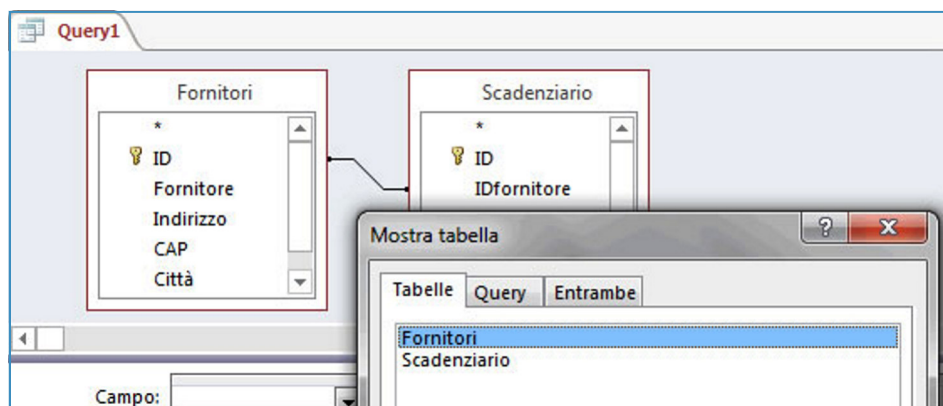 Query1
Fornitori
*
ID
Fornitore
Indirizzo
CAP
Città
Scadenziario
*
ID
IDfornitore
Mostra tabella
?
Tabelle Query Entrambe
Fornitori
Scadenziario
Campo: